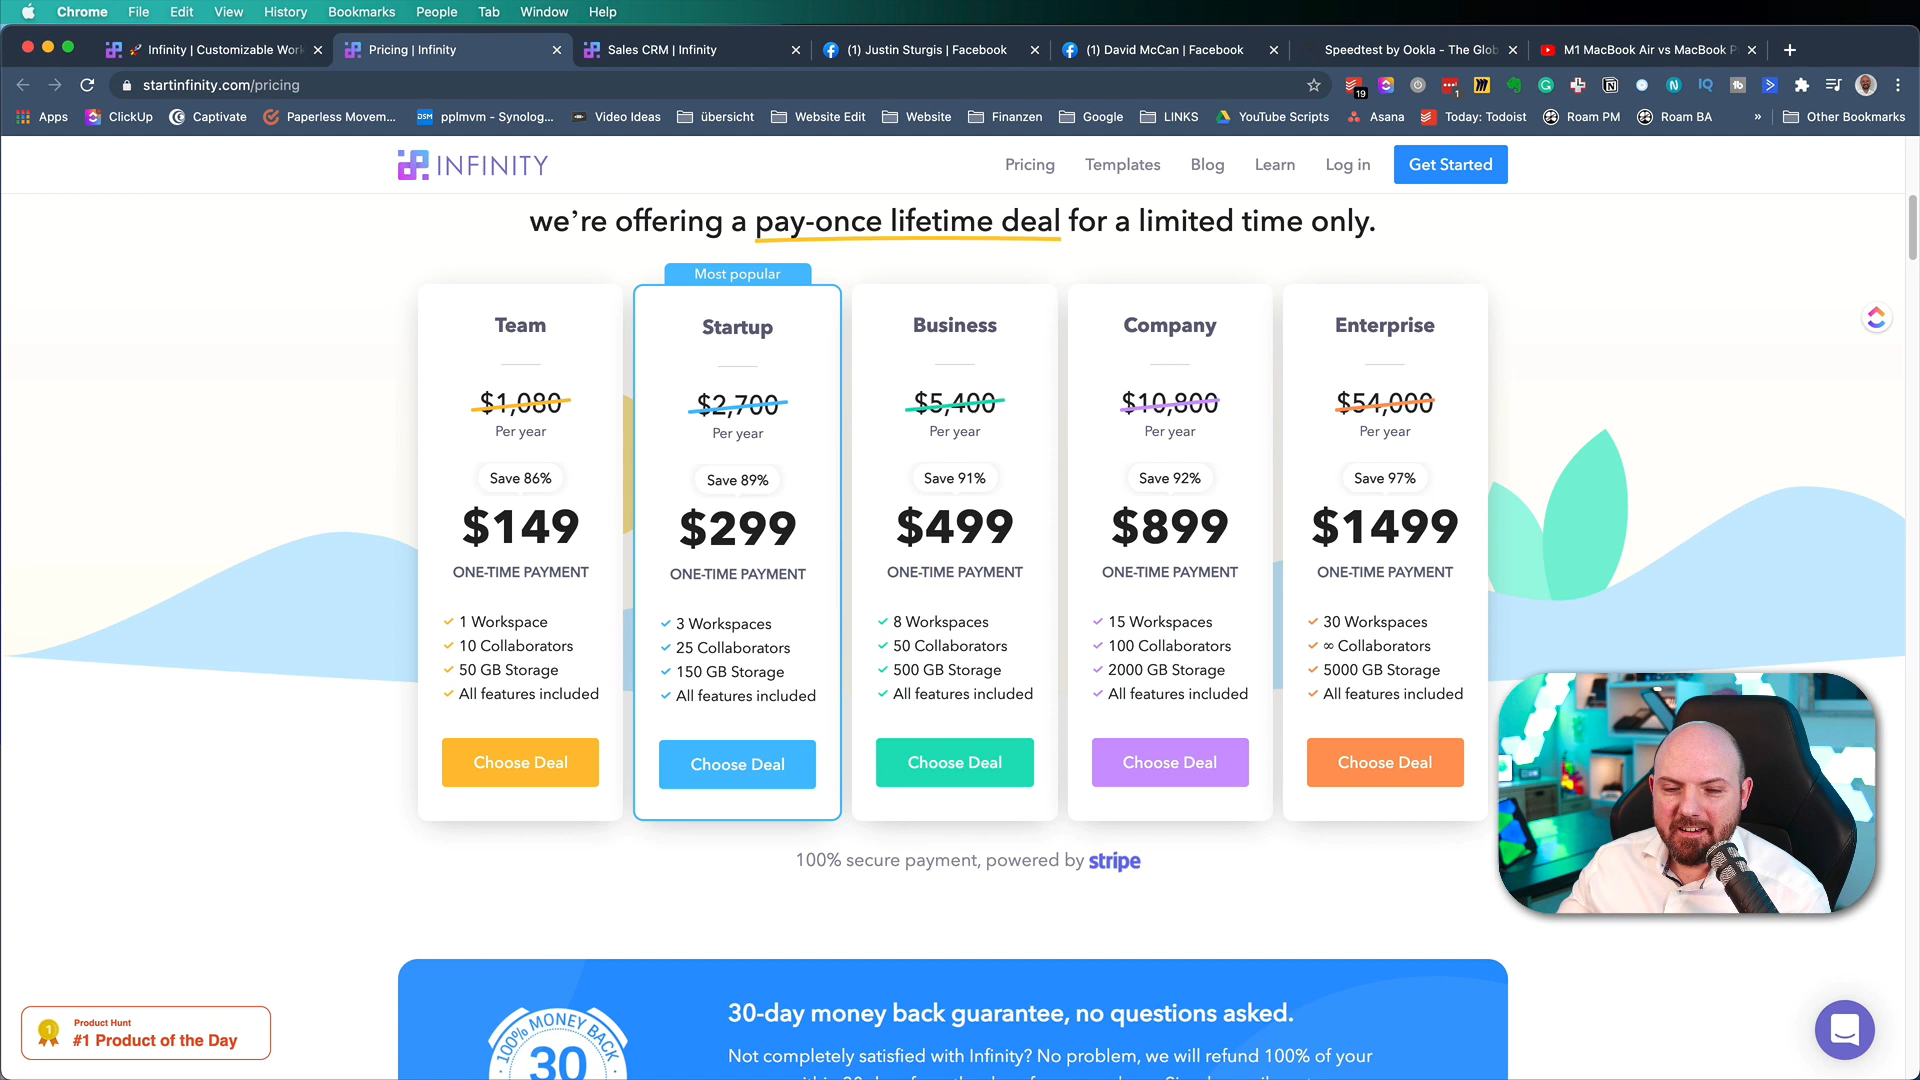 Chrome File Edit View History Bookmarks People Tab Window Help
🚀 Infinity | Customizable Work
Pricing | Infinity
Sales CRM | Infinity
(1) Justin Sturgis | Facebook
(1) David McCan | Facebook
Speedtest by Ookla - The Glob
M1 MacBook Air vs MacBook P
startinfinity.com/pricing
19
1
Apps ClickUp Captivate Paperless Movem... pplmvm - Synolog... Video Ideas übersicht Website Edit Website Finanzen Google LINKS YouTube Scripts Asana Today: Todoist Roam PM Roam BA » Other Bookmarks
INFINITY
Pricing Templates Blog Learn Log in Get Started
we’re offering a pay-once lifetime deal for a limited time only.
Most popular
Team
$1,080
Per year
Save 86%
$149
ONE-TIME PAYMENT
1 Workspace
10 Collaborators
50 GB Storage
All features included
Choose Deal
Startup
$2,700
Per year
Save 89%
$299
ONE-TIME PAYMENT
3 Workspaces
25 Collaborators
150 GB Storage
All features included
Choose Deal
Business
$5,400
Per year
Save 91%
$499
ONE-TIME PAYMENT
8 Workspaces
50 Collaborators
500 GB Storage
All features included
Choose Deal
Company
$10,800
Per year
Save 92%
$899
ONE-TIME PAYMENT
15 Workspaces
100 Collaborators
2000 GB Storage
All features included
Choose Deal
Enterprise
$54,000
Per year
Save 97%
$1499
ONE-TIME PAYMENT
30 Workspaces
∞ Collaborators
5000 GB Storage
All features included
Choose Deal
100% secure payment, powered by stripe
100% MONEY BACK
30
30-day money back guarantee, no questions asked.
Not completely satisfied with Infinity? No problem, we will refund 100% of your
1
Product Hunt
#1 Product of the Day